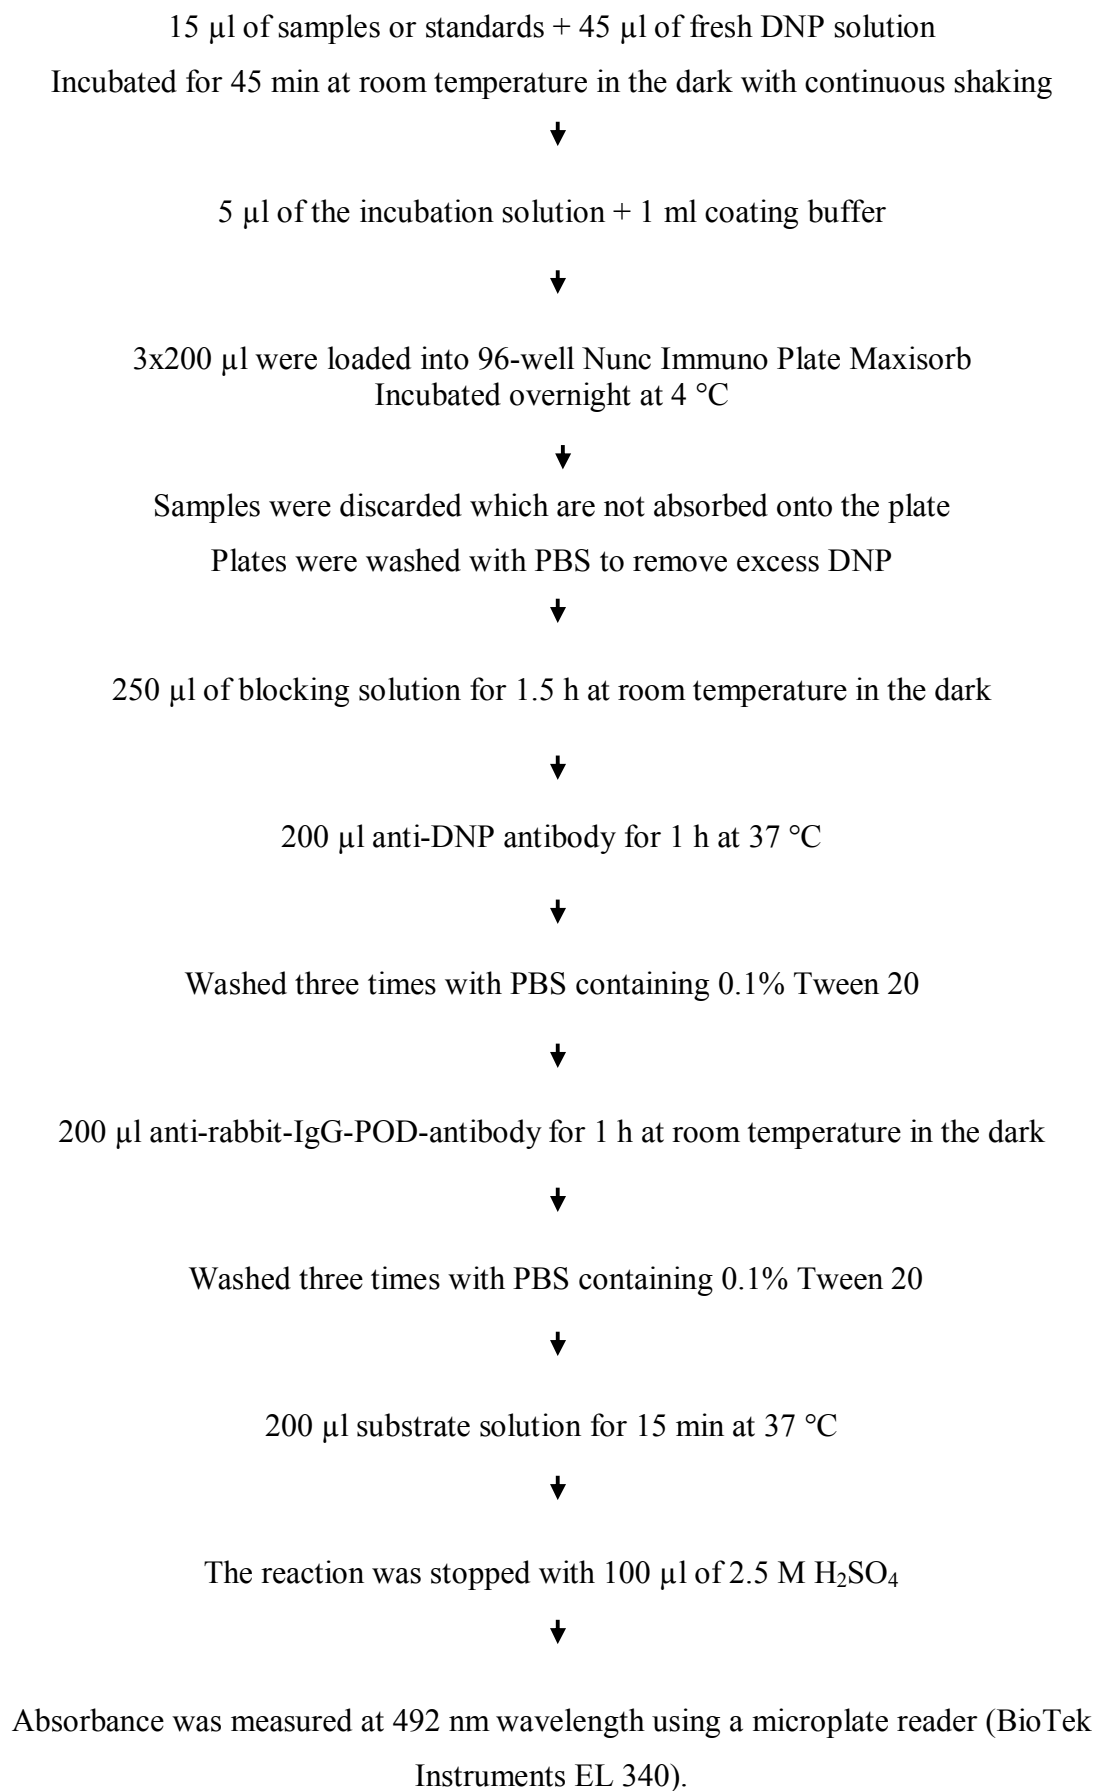 15 µl of samples or standards + 45 µl of fresh DNP solution
Incubated for 45 min at room temperature in the dark with continuous shaking
5 µl of the incubation solution + 1 ml coating buffer
3x200 µl were loaded into 96-well Nunc Immuno Plate Maxisorb
Incubated overnight at 4 °C
Samples were discarded which are not absorbed onto the plate
Plates were washed with PBS to remove excess DNP
250 µl of blocking solution for 1.5 h at room temperature in the dark
200 µl anti-DNP antibody for 1 h at 37 °C
Washed three times with PBS containing 0.1% Tween 20
200 µl anti-rabbit-IgG-POD-antibody for 1 h at room temperature in the dark
Washed three times with PBS containing 0.1% Tween 20
200 µl substrate solution for 15 min at 37 °C
The reaction was stopped with 100 µl of 2.5 M H₂SO₄
Absorbance was measured at 492 nm wavelength using a microplate reader (BioTek
Instruments EL 340).